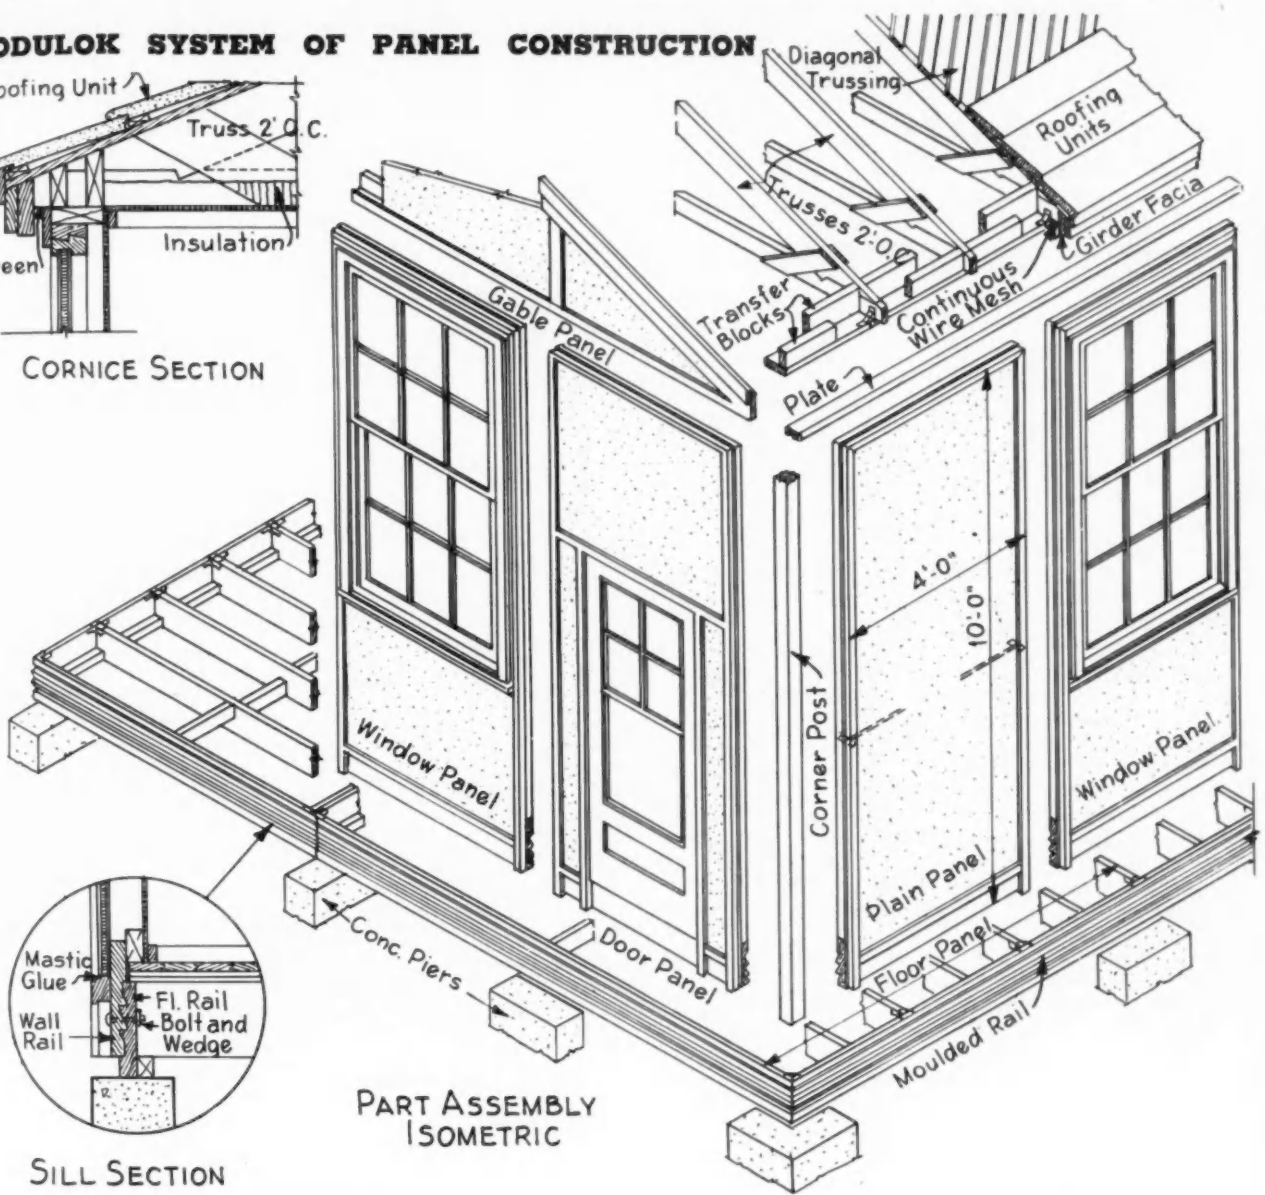 ODULOK SYSTEM OF PANEL CONSTRUCTION
oofing Unit
Truss 2' O.C.
Insulation
een
CORNICE SECTION
Diagonal
Trussing
Roofing
Units
Trusses 2' O.C.
Girder Facia
Continuous
Wire Mesh
Transfer
Blocks
Plate
Gable Panel
4'-0"
10'-0"
Corner Post
Window Panel
Window Panel
Plain Panel
Floor Panel
Door Panel
Moulded Rail
Conc. Piers
Mastic
Glue
Fl. Rail
Wall
Rail
Bolt and
Wedge
R
SILL SECTION
PART ASSEMBLY
ISOMETRIC